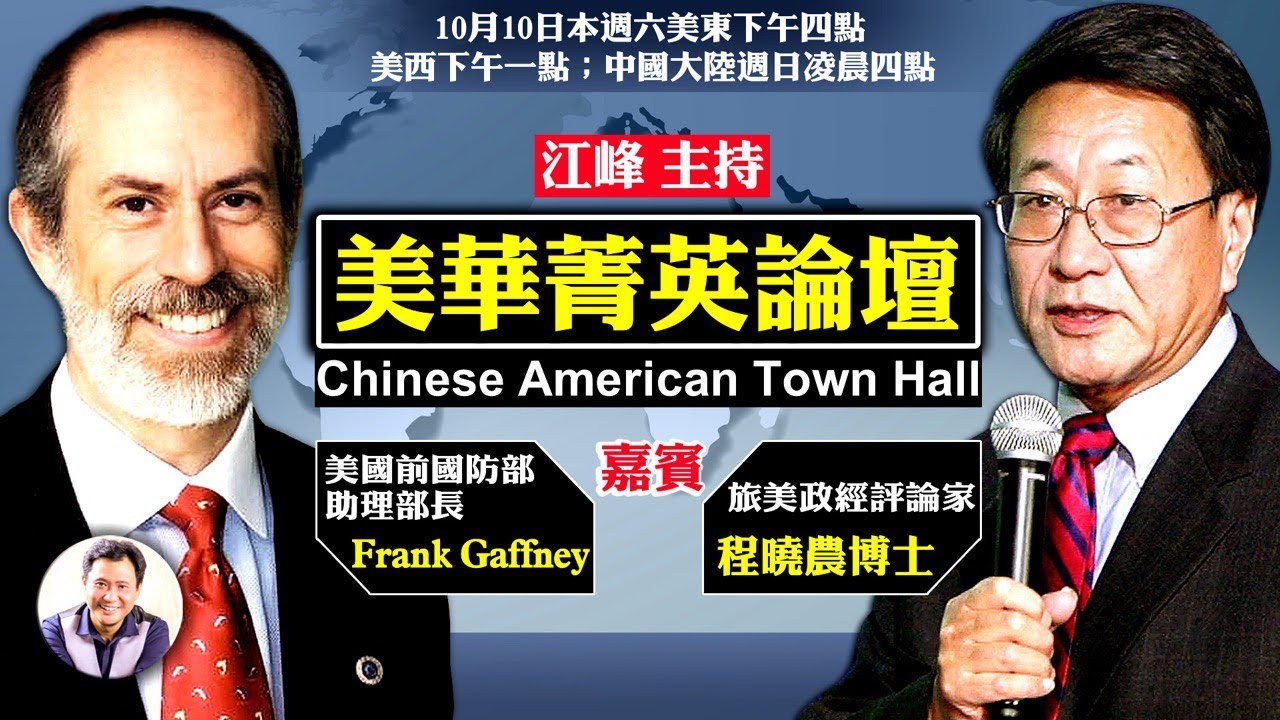 10月10日本週六美東下午四點
美西下午一點；中國大陸週日凌晨四點
江峰 主持
美華菁英論壇
Chinese American Town Hall
嘉賓
美國前國防部
助理部長
Frank Gaffney
旅美政經評論家
程曉農博士